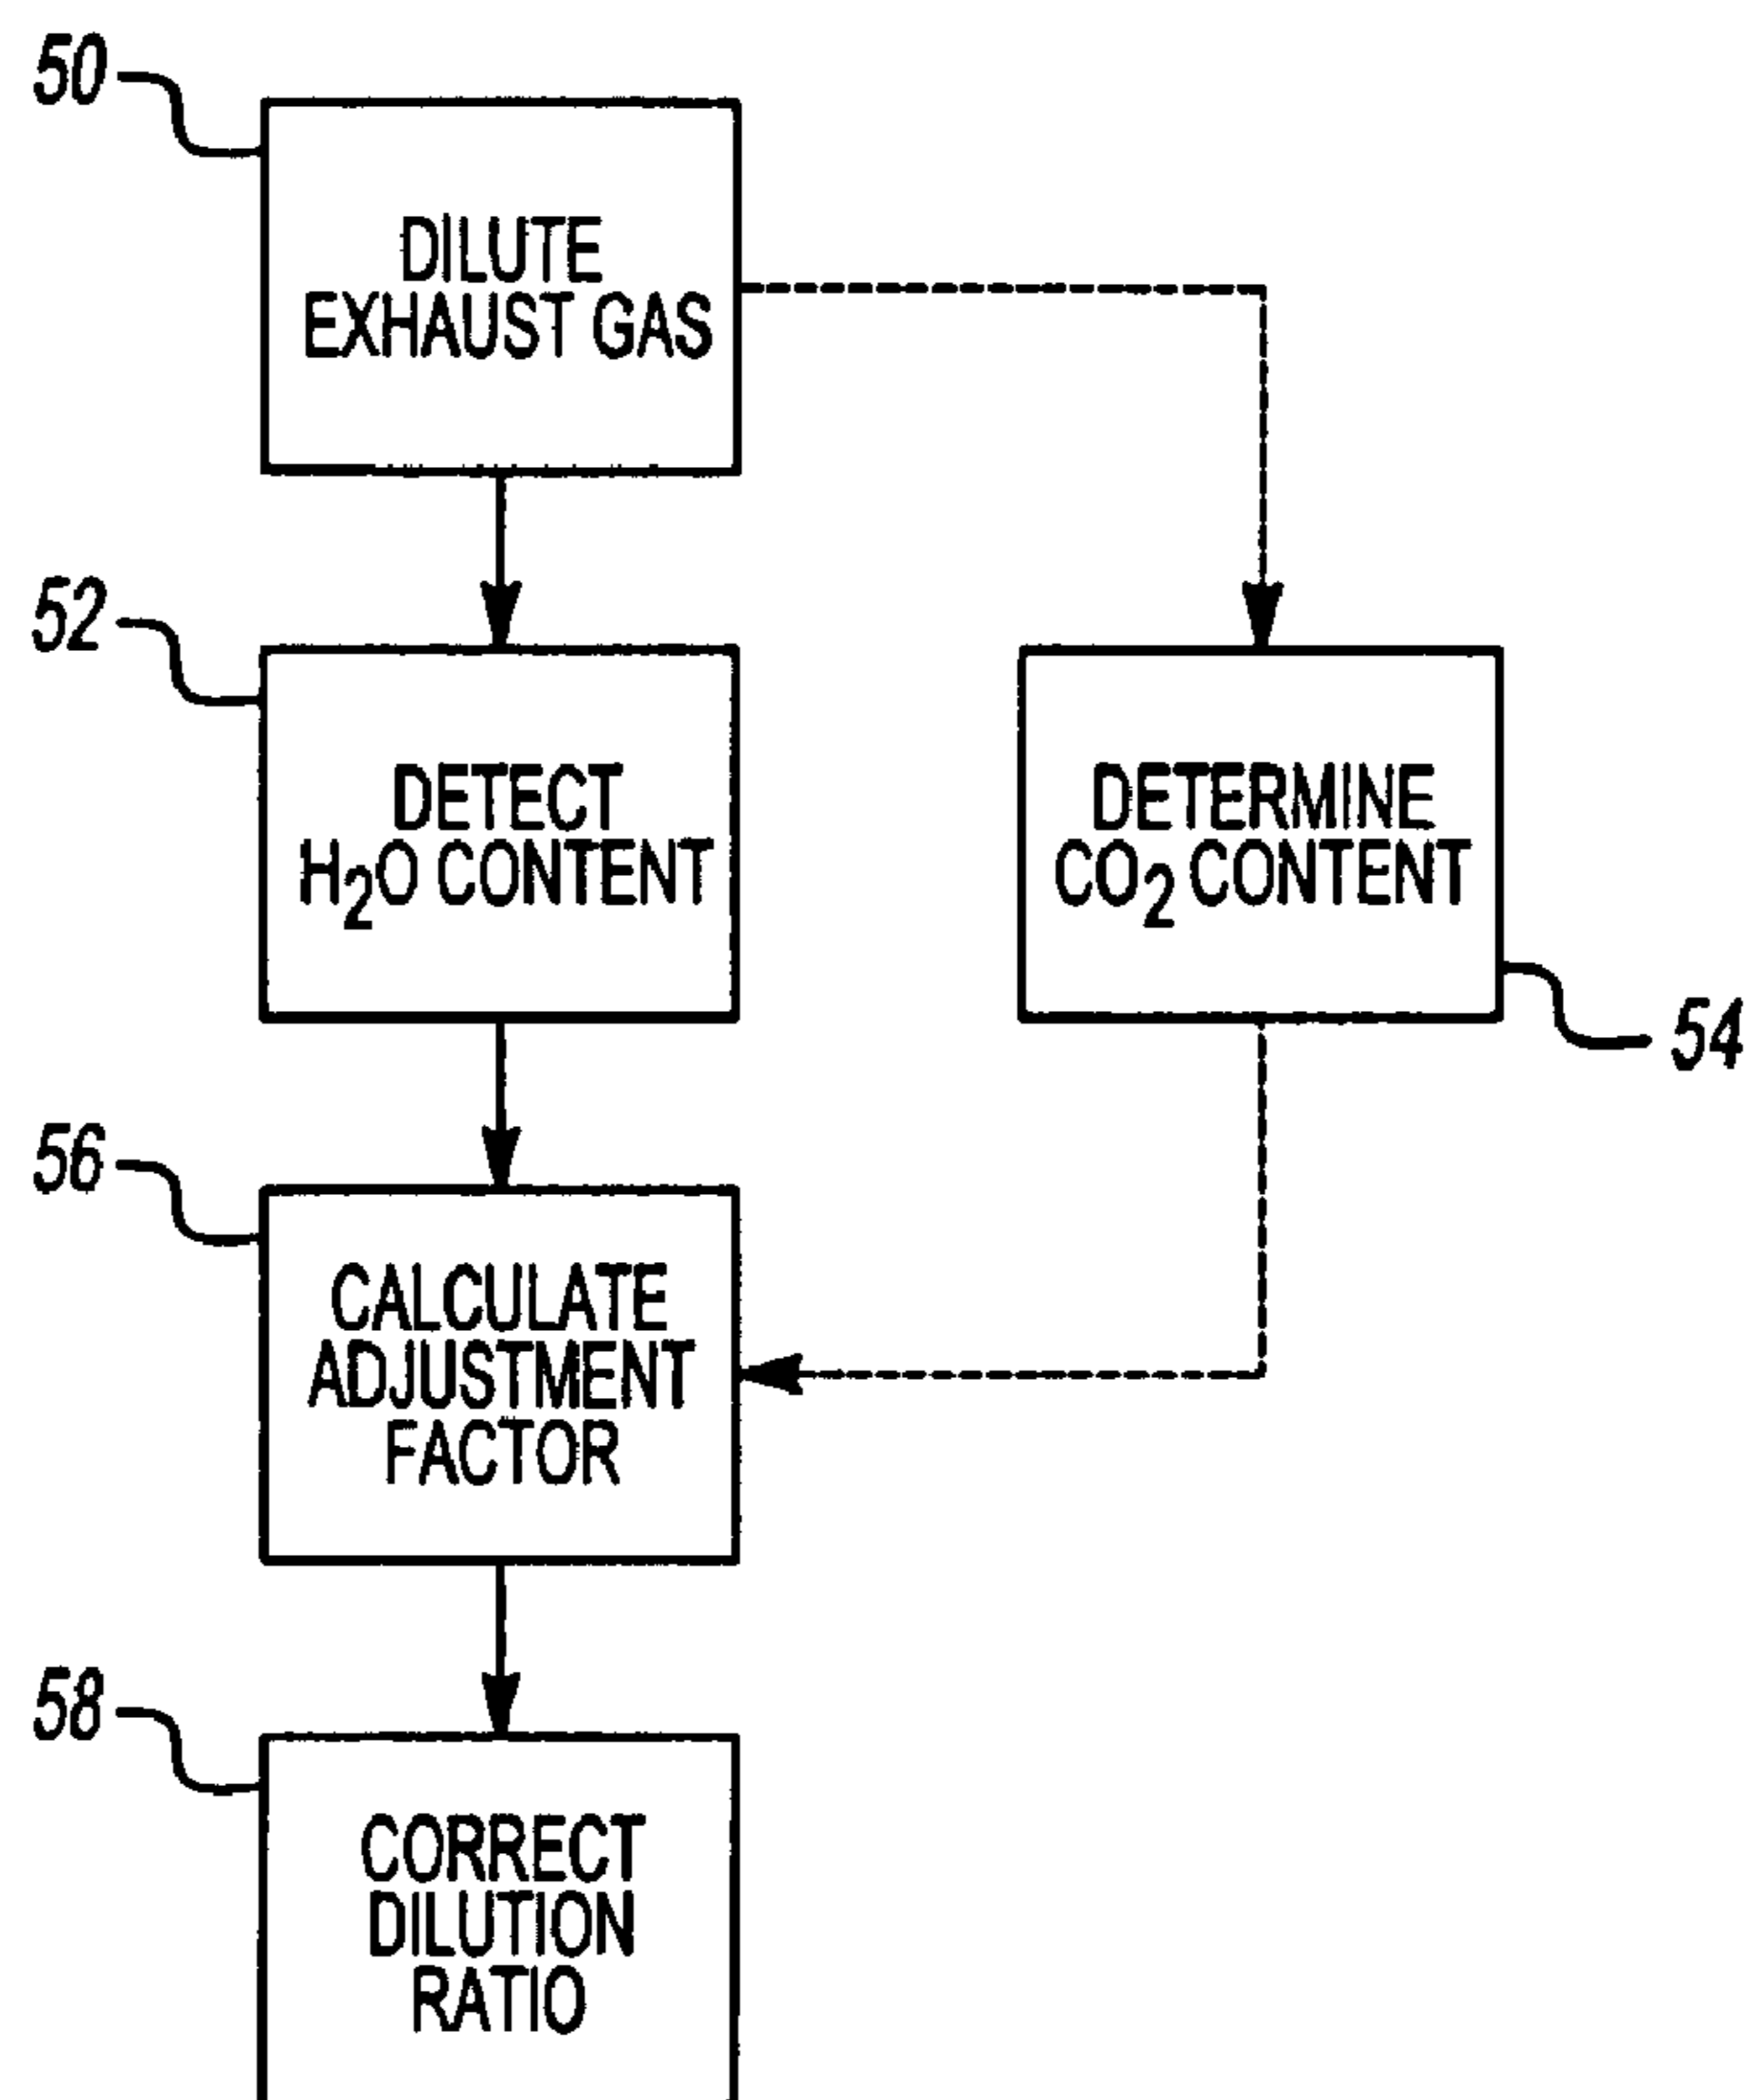 50
DILUTE
EXHAUST GAS
52
DETECT
H₂O CONTENT
DETERMINE
CO₂ CONTENT
54
56
CALCULATE
ADJUSTMENT
FACTOR
58
CORRECT
DILUTION
RATIO